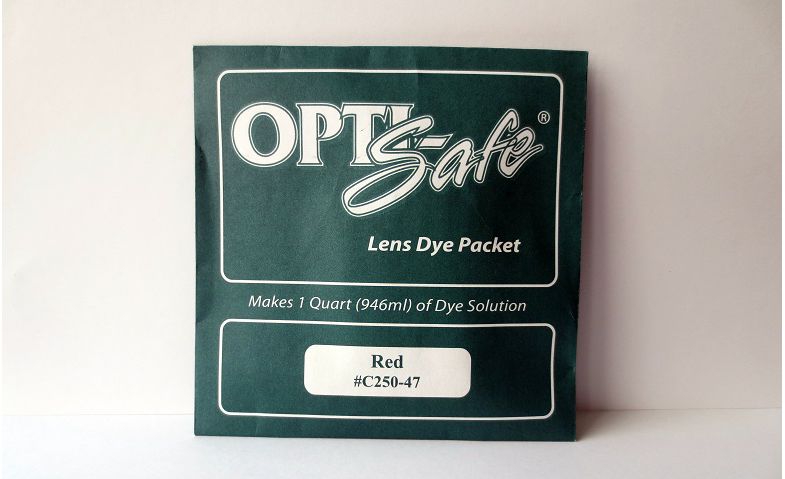 OPTI-Safe®
Lens Dye Packet
Makes 1 Quart (946ml) of Dye Solution
Red
#C250-47